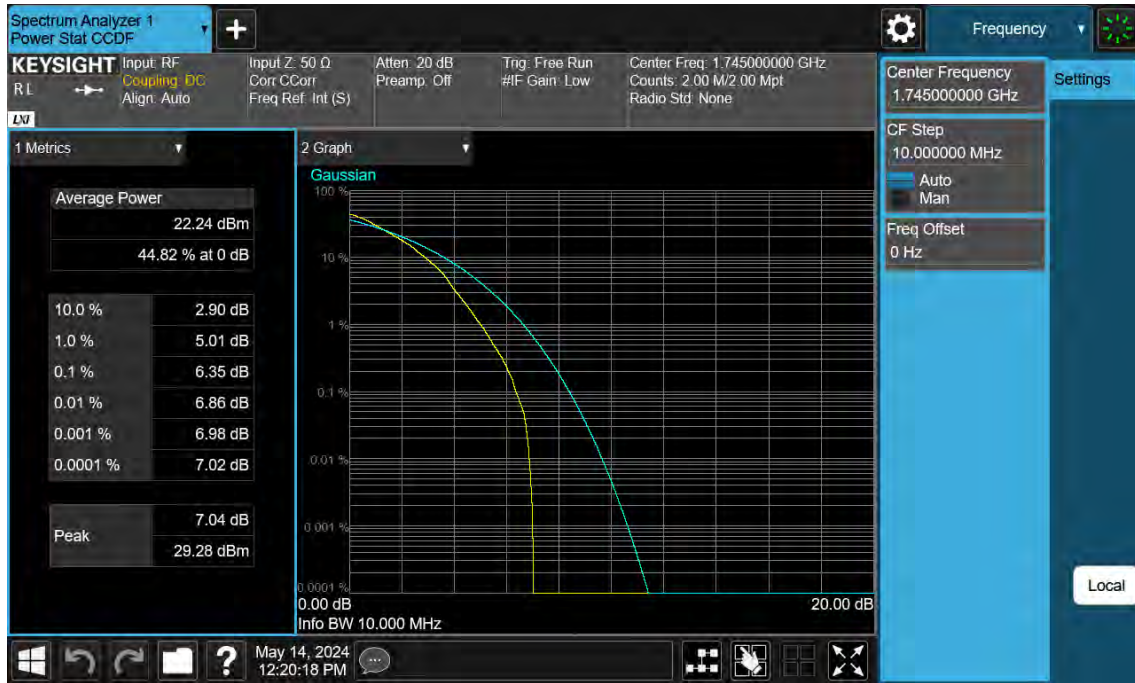 Spectrum Analyzer 1
Power Stat CCDF
Frequency
KEYSIGHT
R L
LXI
Input: RF
Coupling: DC
Align: Auto
Input Z: 50 Ω
Corr CCorr
Freq Ref: Int (S)
Atten: 20 dB
Preamp: Off
Trig: Free Run
#IF Gain: Low
Center Freq: 1.745000000 GHz
Counts: 2.00 M/2.00 Mpt
Radio Std: None
Center Frequency
1.745000000 GHz
Settings
CF Step
10.000000 MHz
Auto
Man
Freq Offset
0 Hz
1 Metrics
Average Power
22.24 dBm
44.82 % at 0 dB
10.0 % 2.90 dB
1.0 % 5.01 dB
0.1 % 6.35 dB
0.01 % 6.86 dB
0.001 % 6.98 dB
0.0001 % 7.02 dB
Peak
7.04 dB
29.28 dBm
2 Graph
Gaussian
100 %
10 %
1 %
0.1 %
0.01 %
0.001 %
0.0001 %
0.00 dB 20.00 dB
Info BW 10.000 MHz
Local
?
May 14, 2024
12:20:18 PM